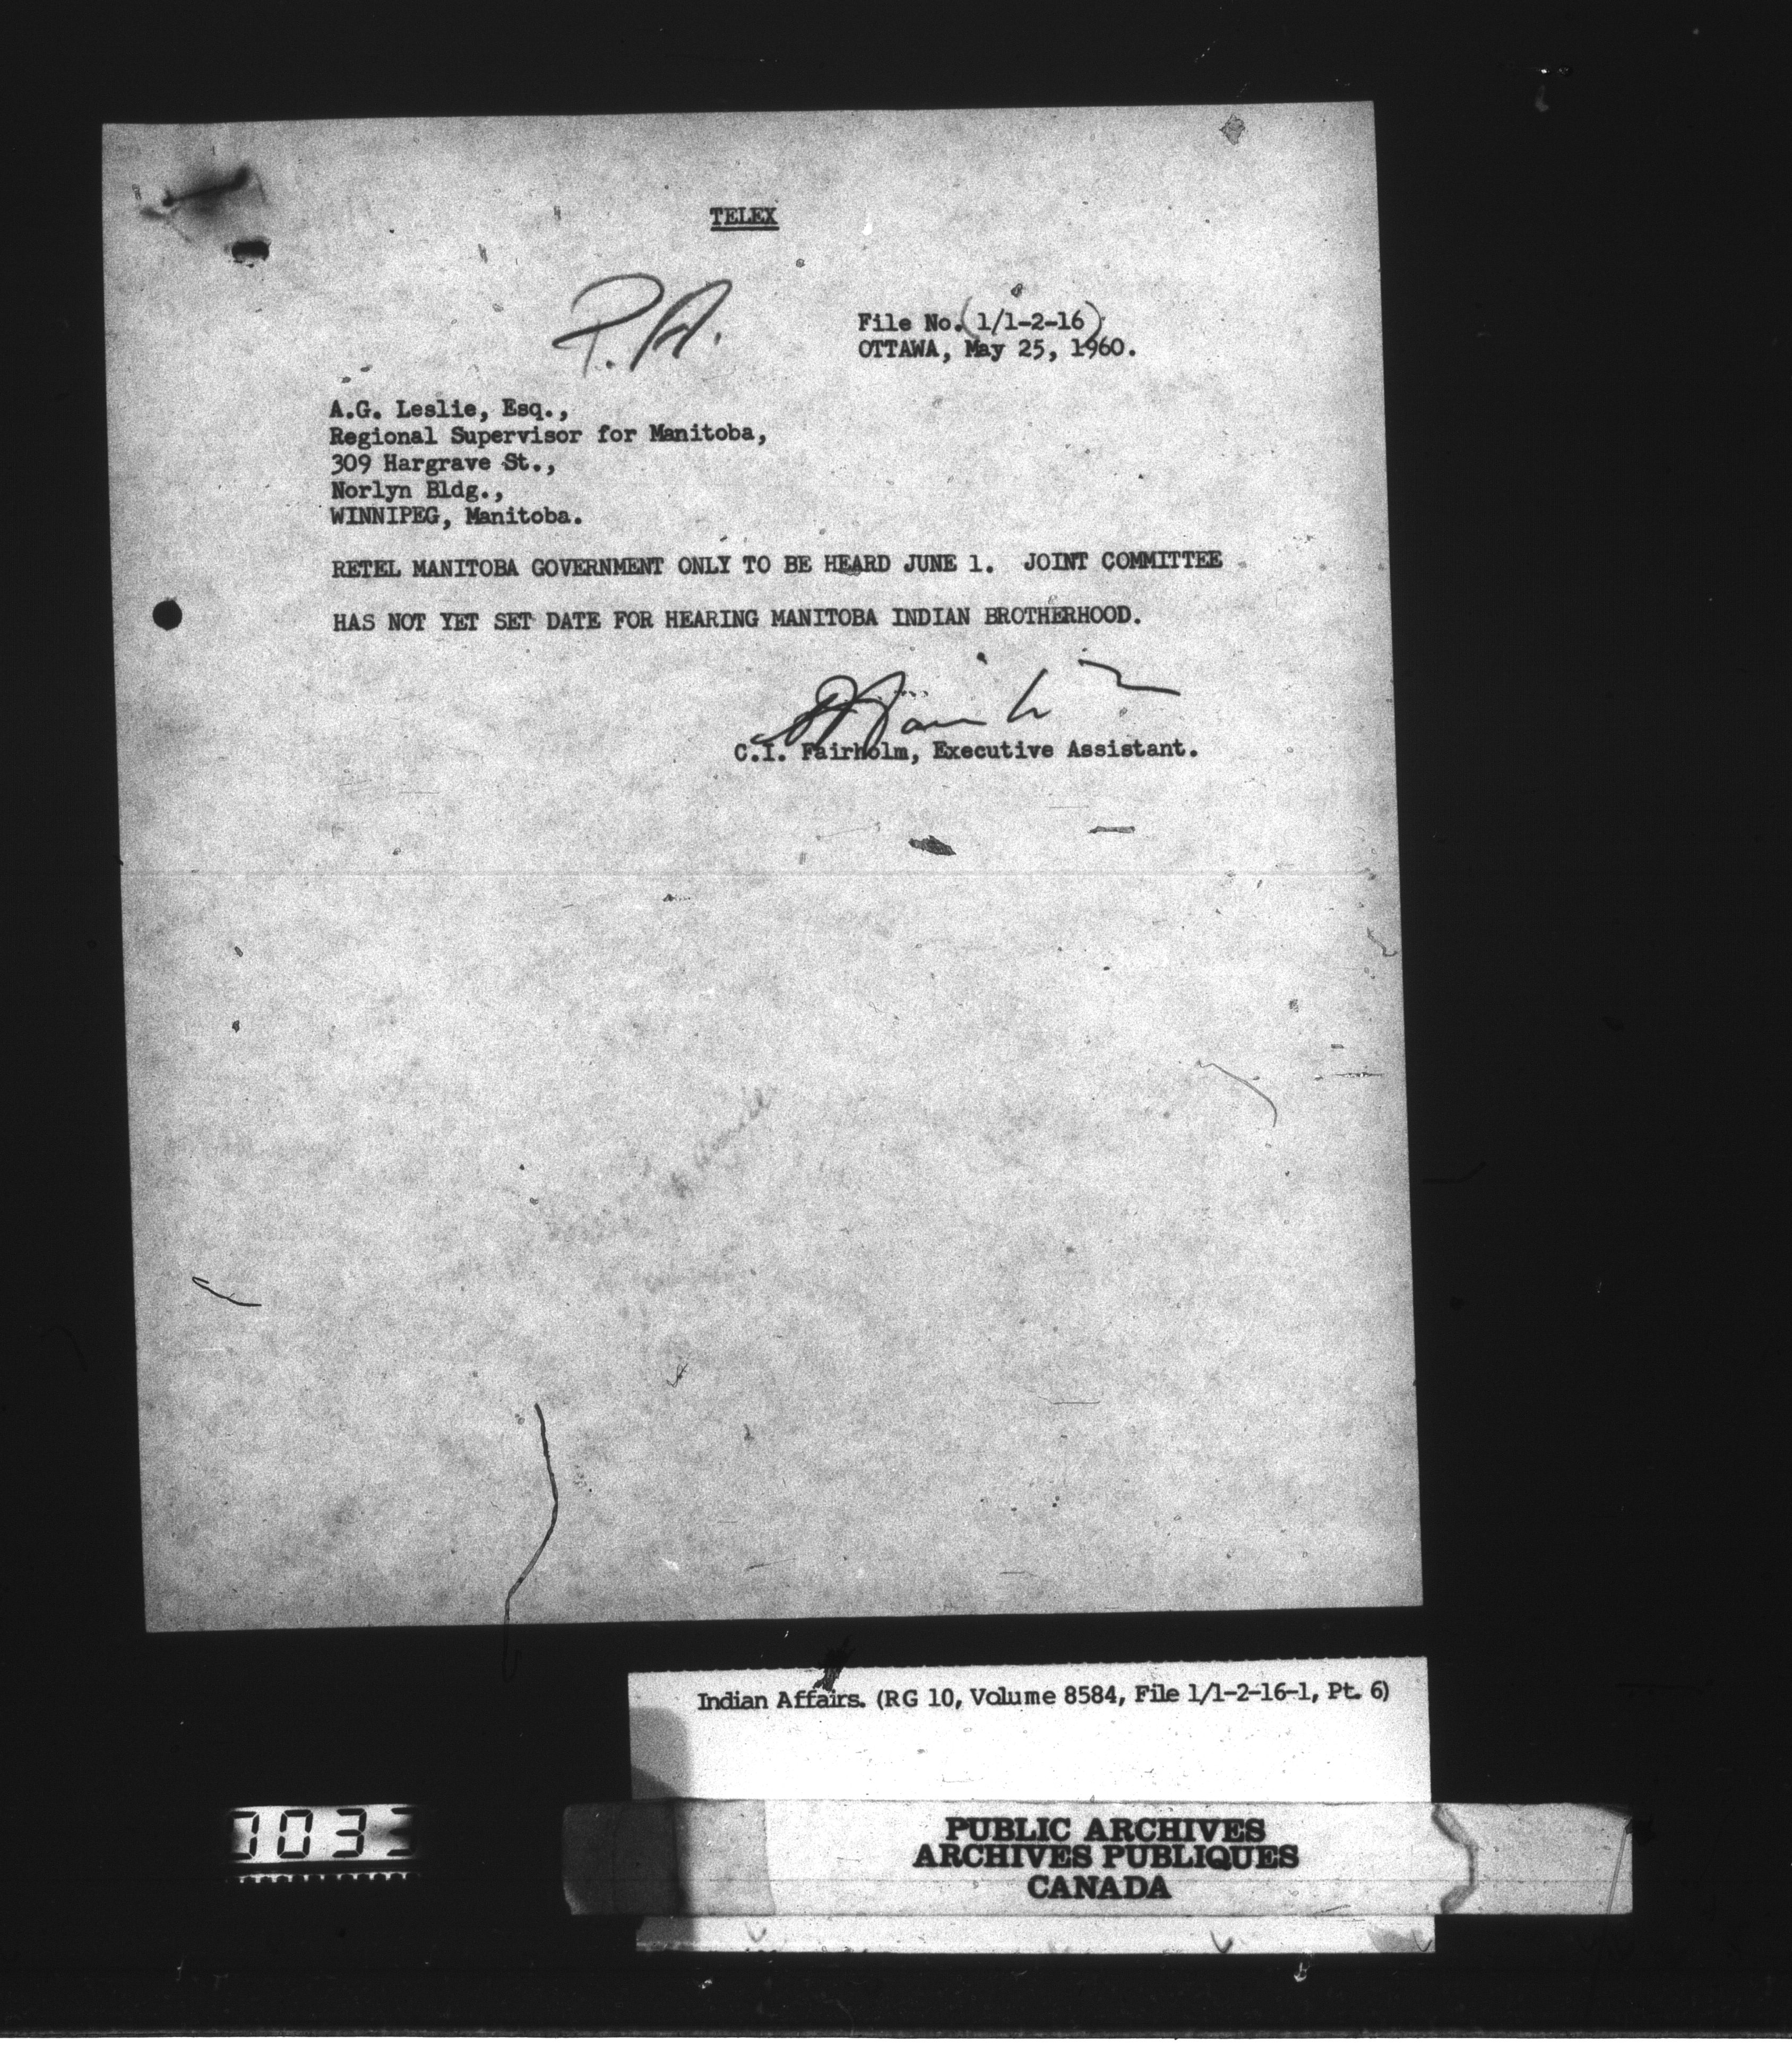 TELEX
P.A.
File No. (1/1-2-16)
OTTAWA, May 25, 1960.
A.G. Leslie, Esq.,
Regional Supervisor for Manitoba,
309 Hargrave St.,
Norlyn Bldg.,
WINNIPEG, Manitoba.
RETEL MANITOBA GOVERNMENT ONLY TO BE HEARD JUNE 1. JOINT COMMITTEE
HAS NOT YET SET DATE FOR HEARING MANITOBA INDIAN BROTHERHOOD.
C.I. Fairholm, Executive Assistant.
Indian Affairs. (RG 10, Volume 8584, File 1/1-2-16-1, Pt. 6)
7033
PUBLIC ARCHIVES
ARCHIVES PUBLIQUES
CANADA